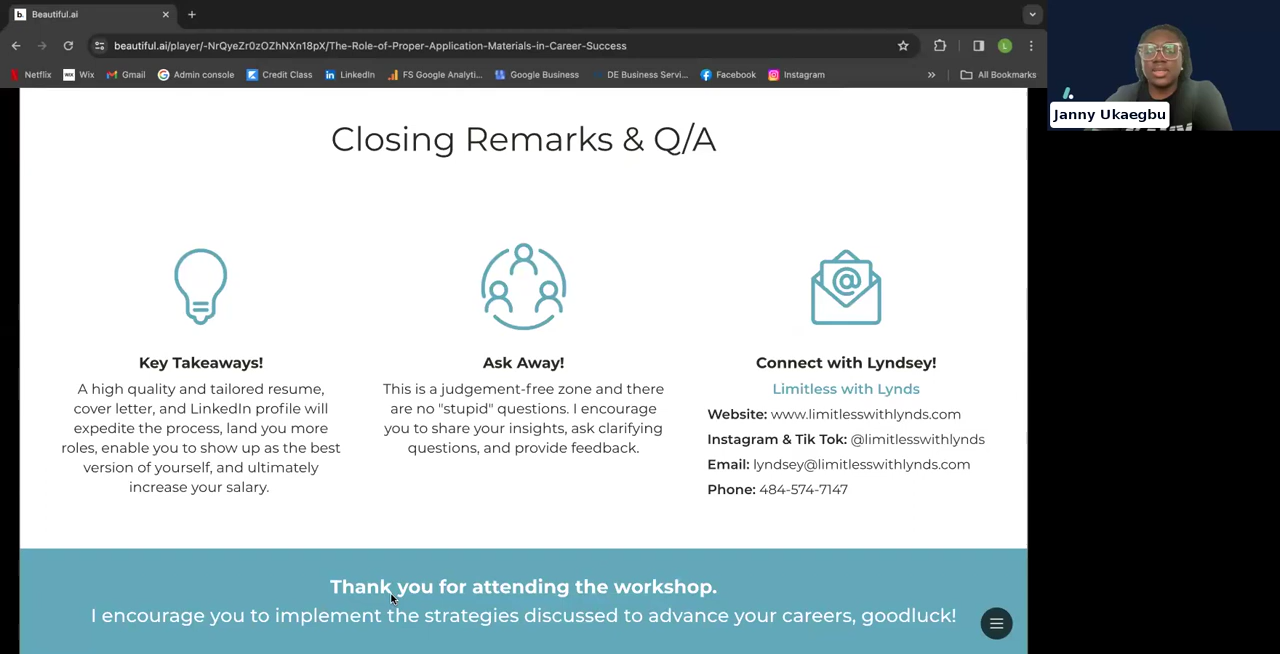 b.
Beautiful.ai
beautiful.ai/player/-NrQyeZr0zOZhNXn18pX/The-Role-of-Proper-Application-Materials-in-Career-Success
L
Netflix
WIX Wix
Gmail
Admin console
Credit Class
LinkedIn
FS Google Analyti...
Google Business
DE Business Servi...
Facebook
Instagram
All Bookmarks
Janny Ukaegbu
Closing Remarks & Q/A
Key Takeaways!
A high quality and tailored resume,
cover letter, and LinkedIn profile will
expedite the process, land you more
roles, enable you to show up as the best
version of yourself, and ultimately
increase your salary.
Ask Away!
This is a judgement-free zone and there
are no "stupid" questions. I encourage
you to share your insights, ask clarifying
questions, and provide feedback.
Connect with Lyndsey!
Limitless with Lynds
Website: www.limitlesswithlynds.com
Instagram & Tik Tok: @limitlesswithlynds
Email: lyndsey@limitlesswithlynds.com
Phone: 484-574-7147
Thank you for attending the workshop.
I encourage you to implement the strategies discussed to advance your careers, goodluck!